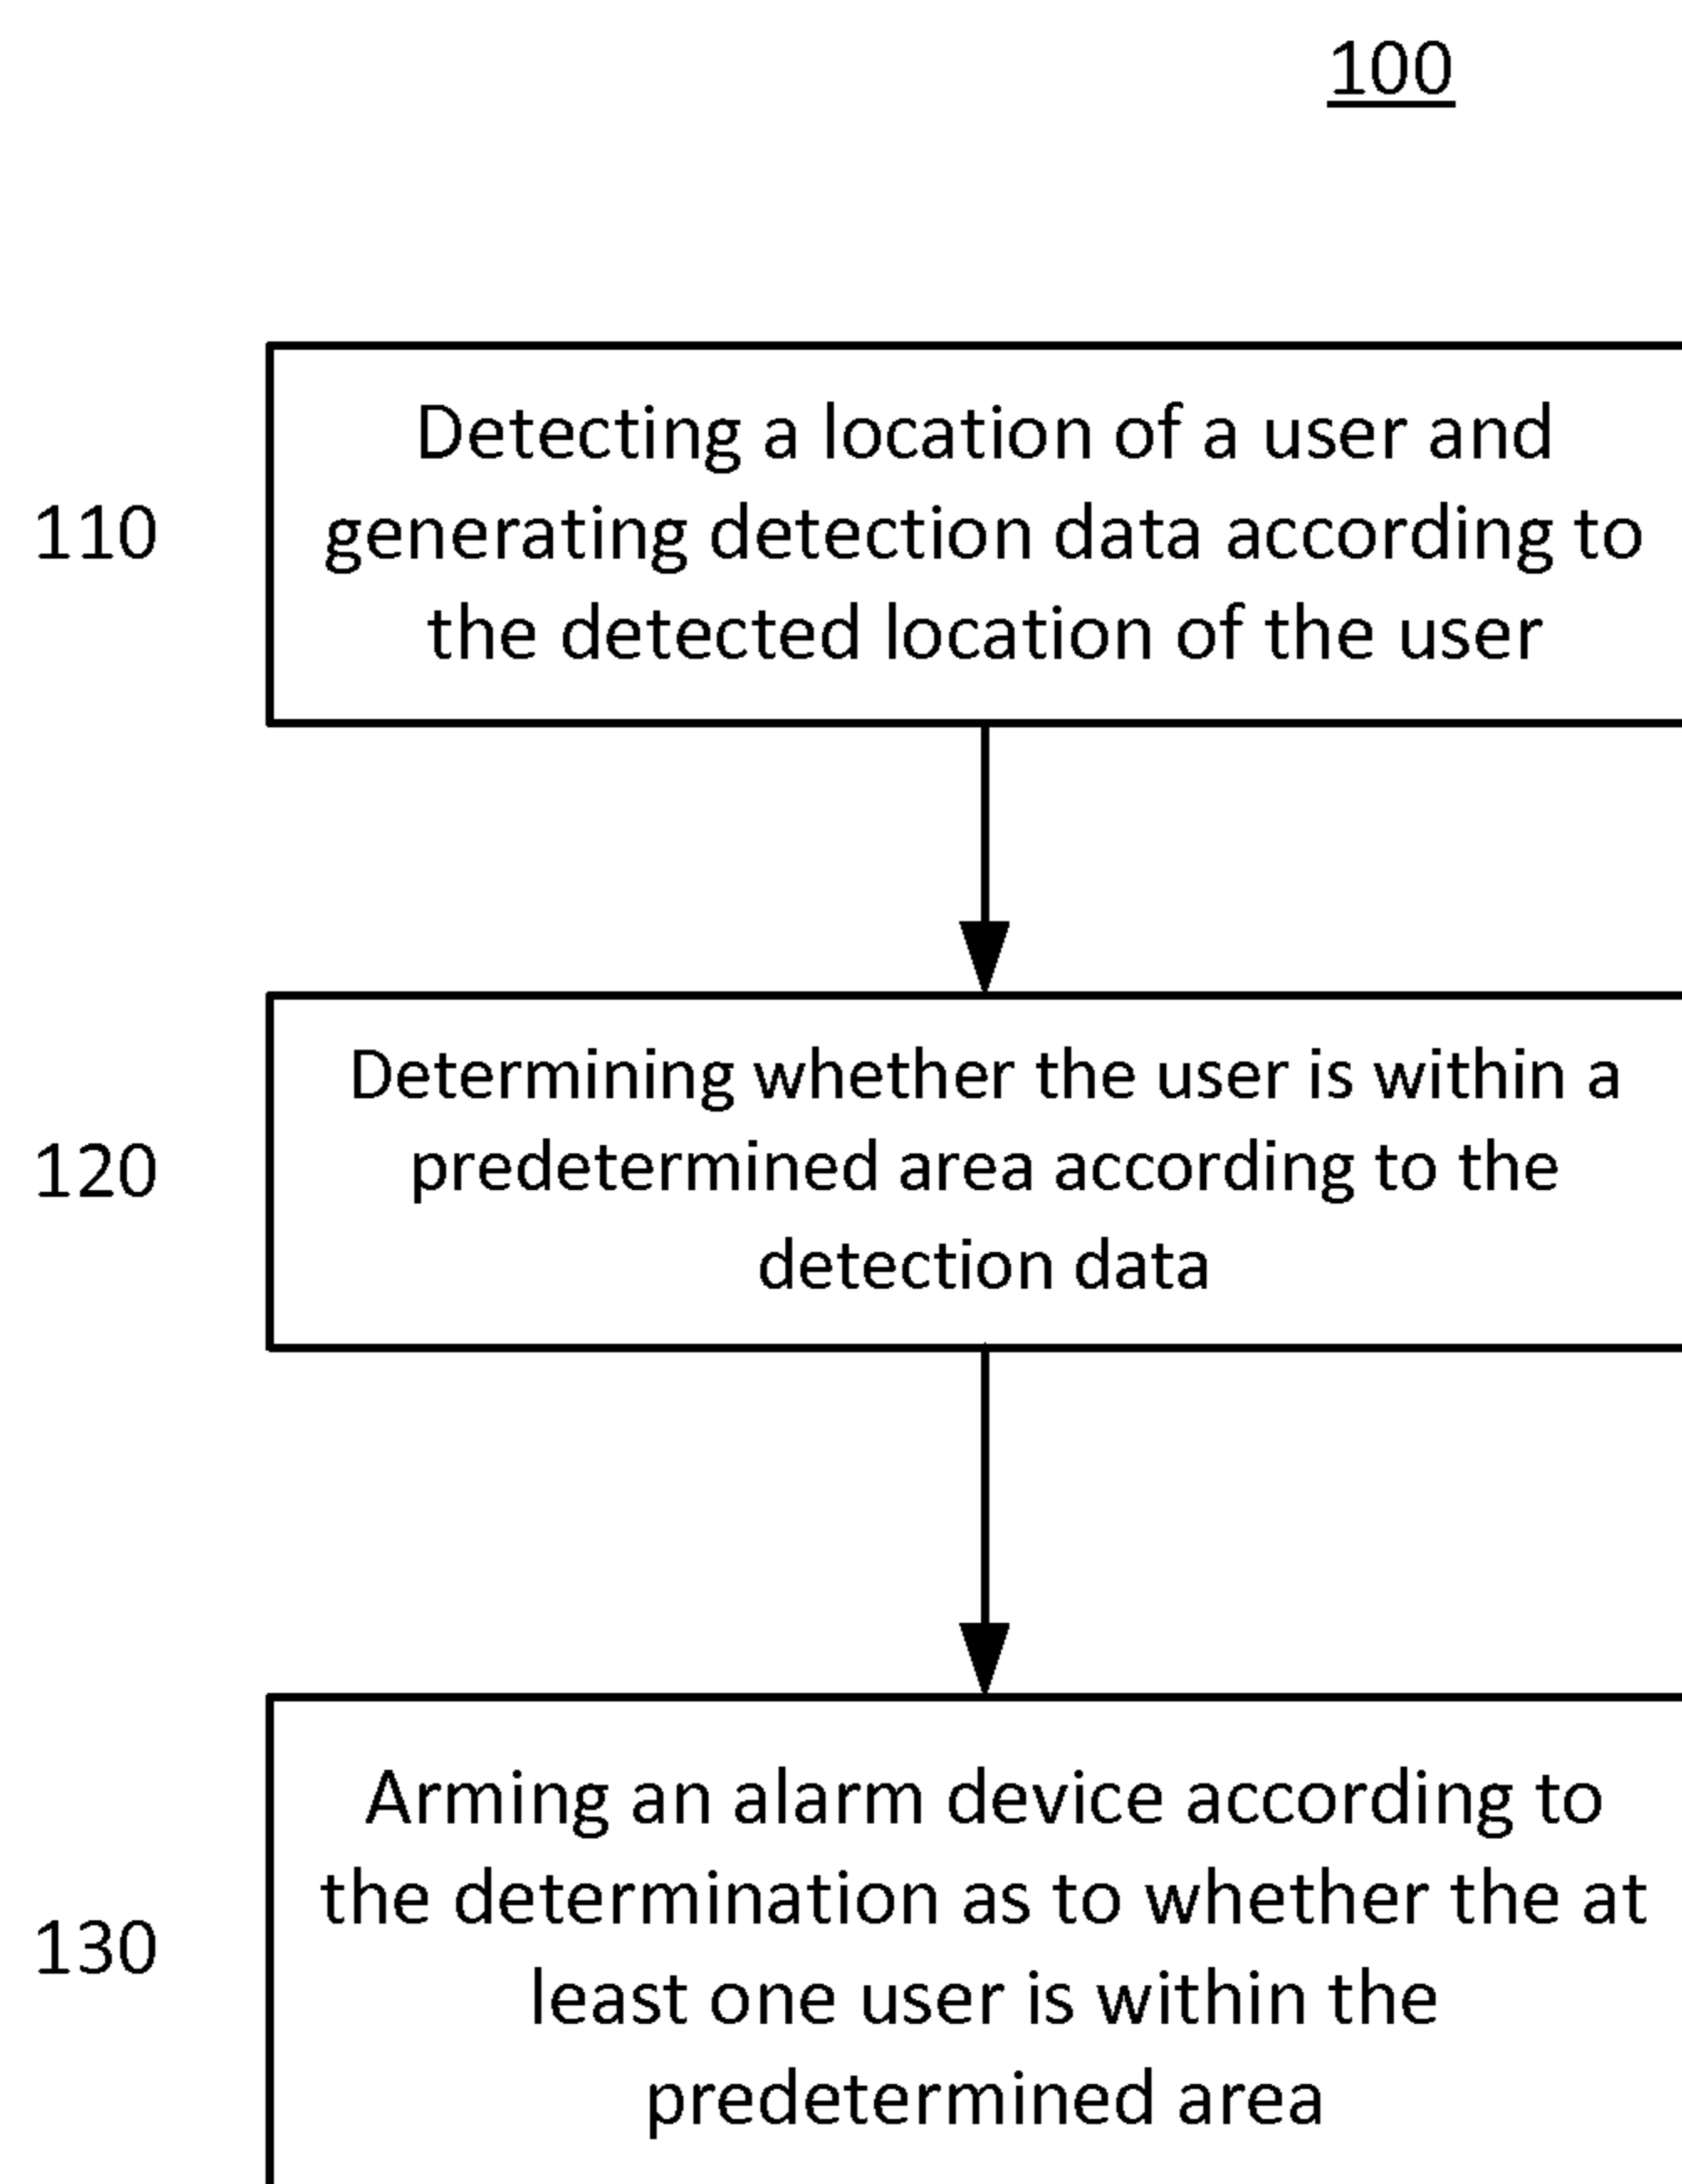 100
Detecting a location of a user and
110
generating detection data according to
the detected location of the user
Determining whether the user is within a
120
predetermined area according to the
detection data
Arming an alarm device according to
the determination as to whether the at
130
least one user is within the
predetermined area